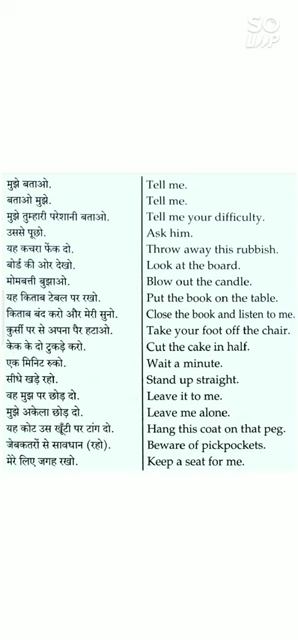 SO
LOOP
मुझे बताओ. Tell me.
बताओ मुझे. Tell me.
मुझे तुम्हारी परेशानी बताओ. Tell me your difficulty.
उससे पूछो. Ask him.
यह कचरा फेंक दो. Throw away this rubbish.
बोर्ड की ओर देखो. Look at the board.
मोमबत्ती बुझाओ. Blow out the candle.
यह किताब टेबल पर रखो. Put the book on the table.
किताब बंद करो और मेरी सुनो. Close the book and listen to me.
कुर्सी पर से अपना पैर हटाओ. Take your foot off the chair.
केक के दो टुकड़े करो. Cut the cake in half.
एक मिनिट रुको. Wait a minute.
सीधे खड़े रहो. Stand up straight.
वह मुझ पर छोड़ दो. Leave it to me.
मुझे अकेला छोड़ दो. Leave me alone.
यह कोट उस खूँटी पर टांग दो. Hang this coat on that peg.
जेबकतरों से सावधान (रहो). Beware of pickpockets.
मेरे लिए जगह रखो. Keep a seat for me.